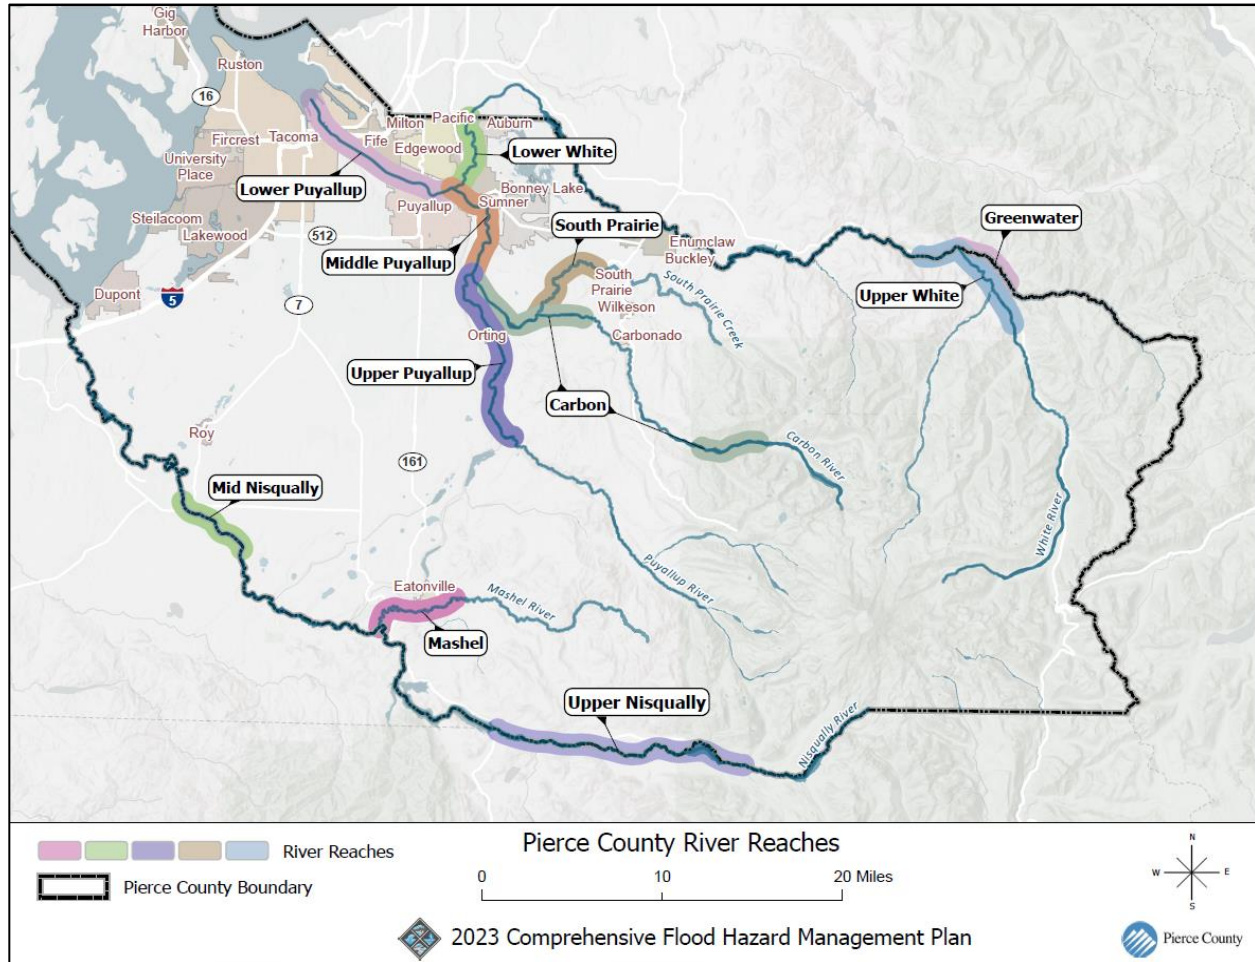 Gig
Harbor
Ruston
16
Pacific
Auburn
Milton
Fife
Tacoma
Fircrest
Edgewood
Lower White
University
Place
Lower Puyallup
Bonney Lake
Puyallup
Sumner
Steilacoom
Lakewood
512
South Prairie
Greenwater
Middle Puyallup
Enumclaw
Buckley
South
Prairie
Wilkeson
South Prairie Creek
Upper White
Dupont
5
7
Orting
Carbonado
Upper Puyallup
Carbon
Roy
161
Carbon River
Mid Nisqually
White River
Puyallup River
Eatonville
Mashel River
Mashel
Upper Nisqually
Nisqually River
River Reaches
Pierce County Boundary
Pierce County River Reaches
0 10 20 Miles
N
W E
S
2023 Comprehensive Flood Hazard Management Plan
Pierce County